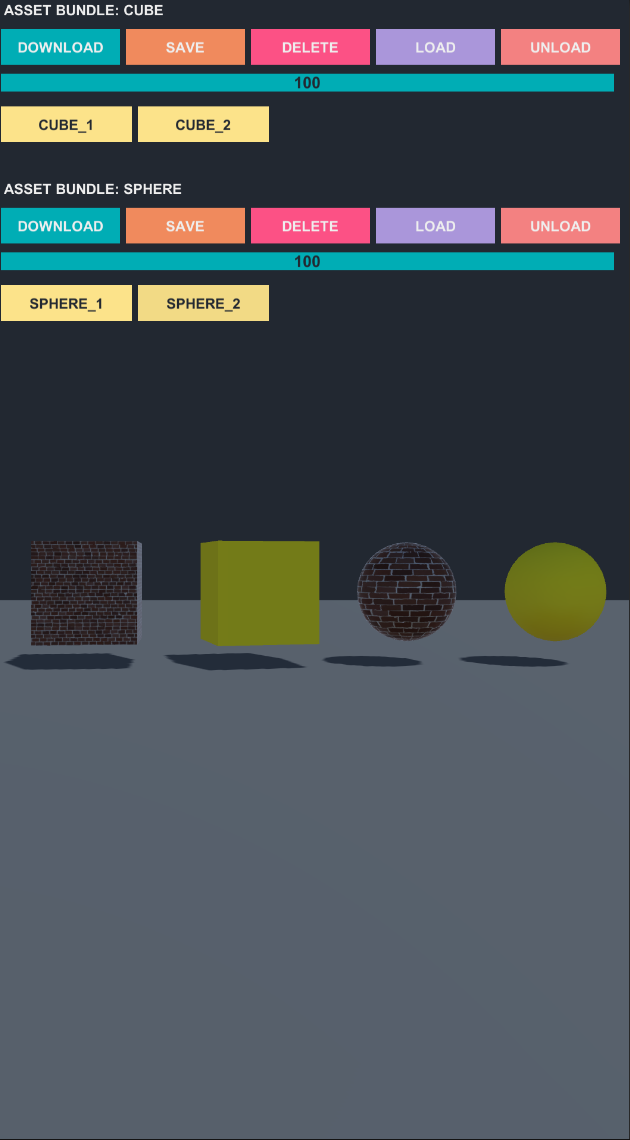 ASSET BUNDLE: CUBE
DOWNLOAD SAVE DELETE LOAD UNLOAD
100
CUBE_1 CUBE_2
ASSET BUNDLE: SPHERE
DOWNLOAD SAVE DELETE LOAD UNLOAD
100
SPHERE_1 SPHERE_2